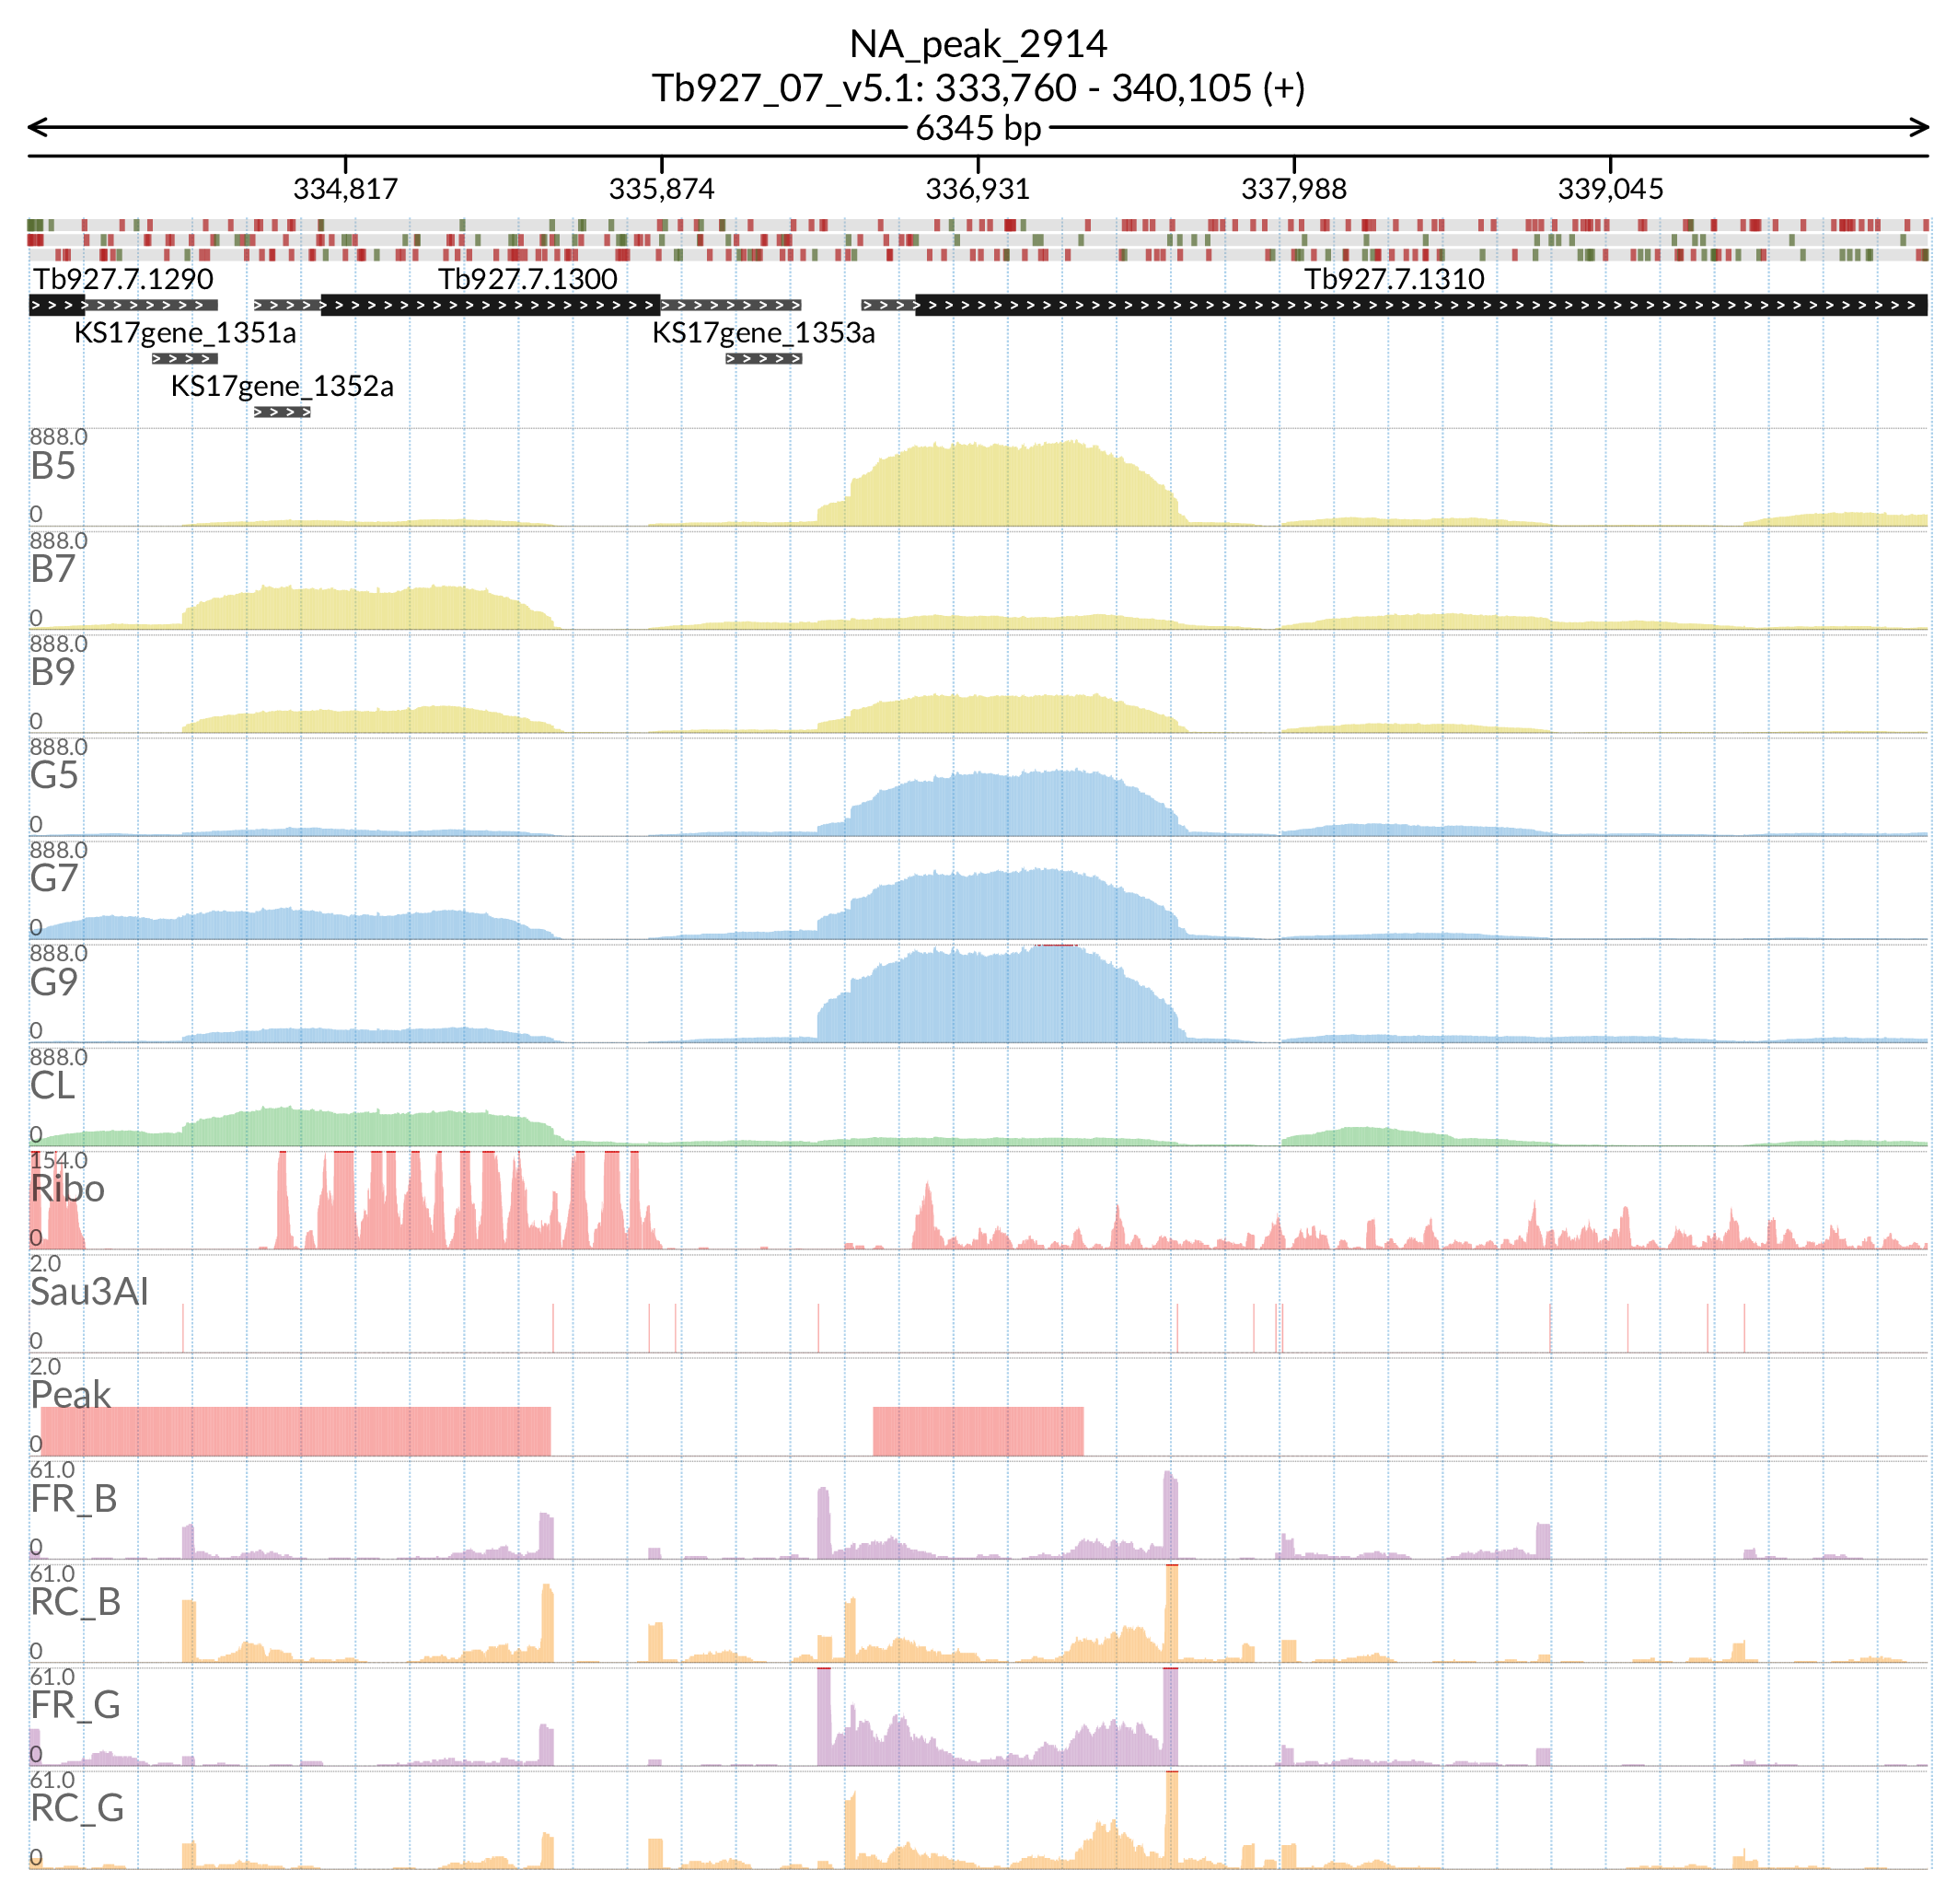 NA_peak_2914
Tb927_07_v5.1: 333,760 - 340,105 (+)
6345 bp
334,817 335,874 336,931 337,988 339,045
Tb927.7.1290 Tb927.7.1300 Tb927.7.1310
KS17gene_1351a KS17gene_1353a
KS17gene_1352a
888.0
B5
0
888.0
B7
0
888.0
B9
0
888.0
G5
0
888.0
G7
0
888.0
G9
0
888.0
CL
0
154.0
Ribo
0
2.0
Sau3AI
0
2.0
Peak
0
61.0
FR_B
0
61.0
RC_B
0
61.0
FR_G
0
61.0
RC_G
0